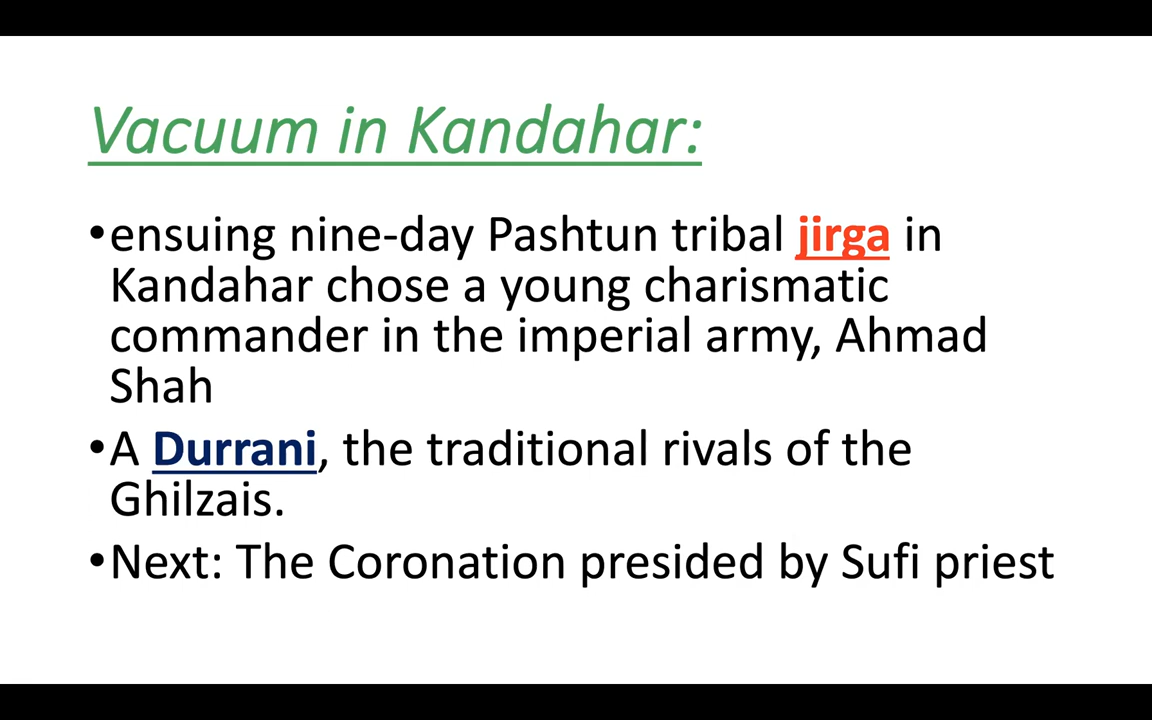 Vacuum in Kandahar:
•ensuing nine-day Pashtun tribal jirga in
Kandahar chose a young charismatic
commander in the imperial army, Ahmad
Shah
•A Durrani, the traditional rivals of the
Ghilzais.
•Next: The Coronation presided by Sufi priest